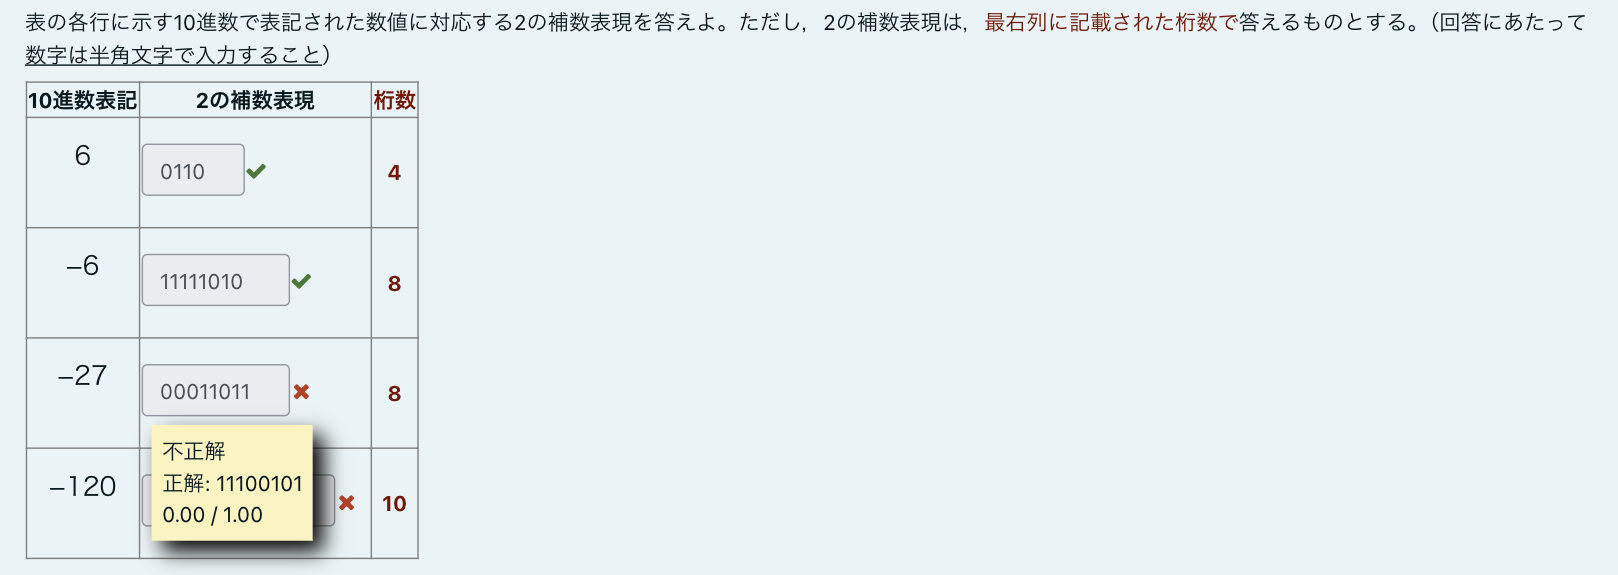 表の各行に示す10進数で表記された数値に対応する2の補数表現を答えよ。ただし，2の補数表現は，最右列に記載された桁数で答えるものとする。（回答にあたって
数字は半角文字で入力すること）
10進数表記 2の補数表現 桁数
6 0110 4
−6 11111010 8
−27 00011011 8
不正解
正解: 11100101
0.00 / 1.00
−120 10